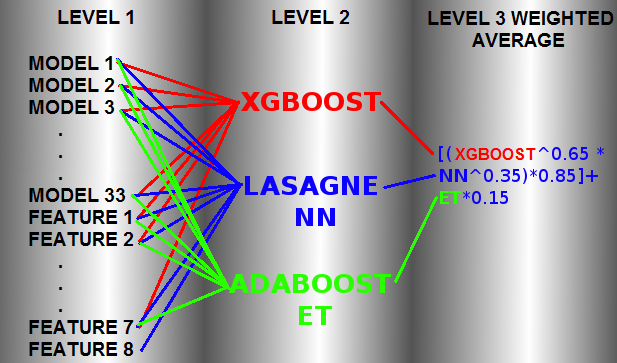 LEVEL 1
LEVEL 2
LEVEL 3 WEIGHTED
AVERAGE
MODEL 1
MODEL 2
MODEL 3
.
.
.
MODEL 33
FEATURE 1
FEATURE 2
.
.
.
FEATURE 7
FEATURE 8
XGBOOST
LASAGNE
NN
ADABOOST
ET
[(XGBOOST^0.65 *
NN^0.35)*0.85]+
ET*0.15